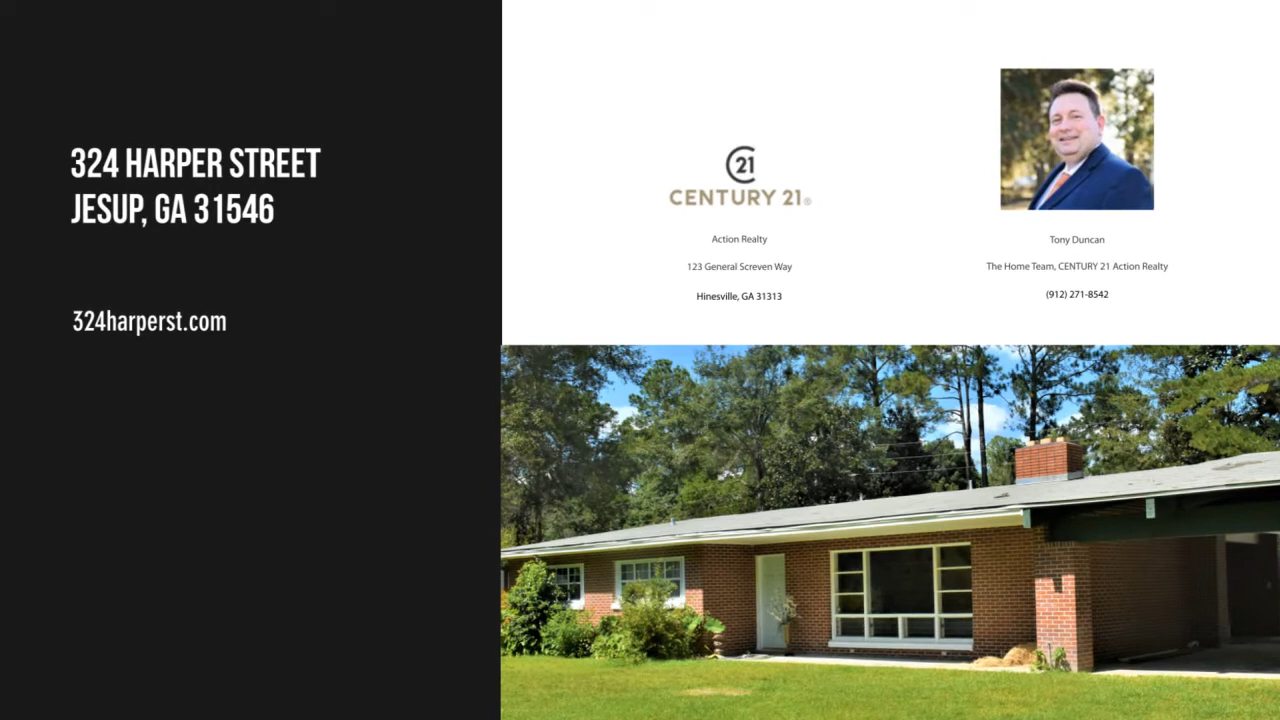 324 HARPER STREET
JESUP, GA 31546
324harperst.com
21
CENTURY 21®
Action Realty
123 General Screven Way
Hinesville, GA 31313
Tony Duncan
The Home Team, CENTURY 21 Action Realty
(912) 271-8542